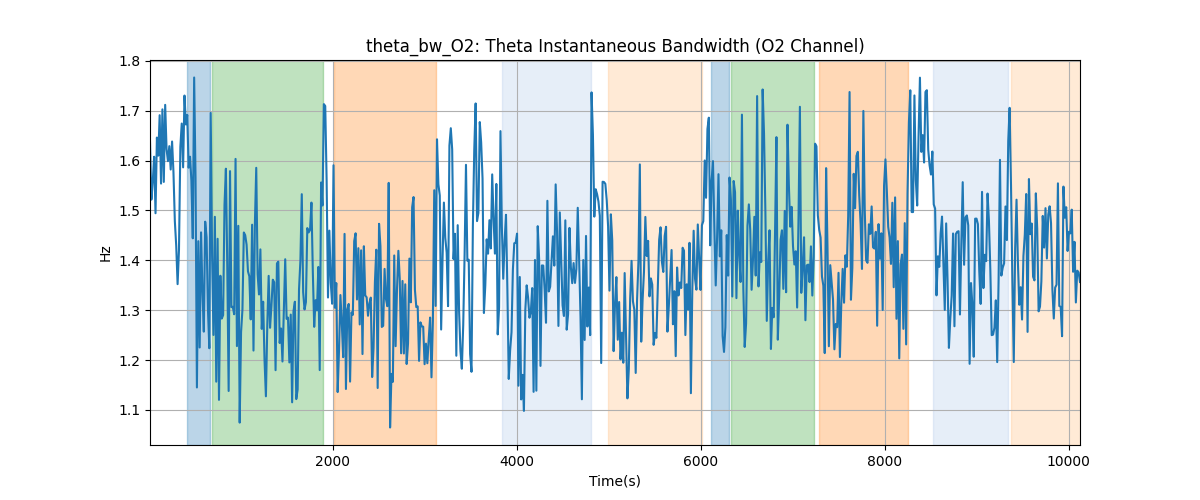 theta_bw_O2: Theta Instantaneous Bandwidth (O2 Channel)
1.8
1.7
1.6
1.5
1.4
1.3
1.2
1.1
Hz
2000 4000 6000 8000 10000
Time(s)